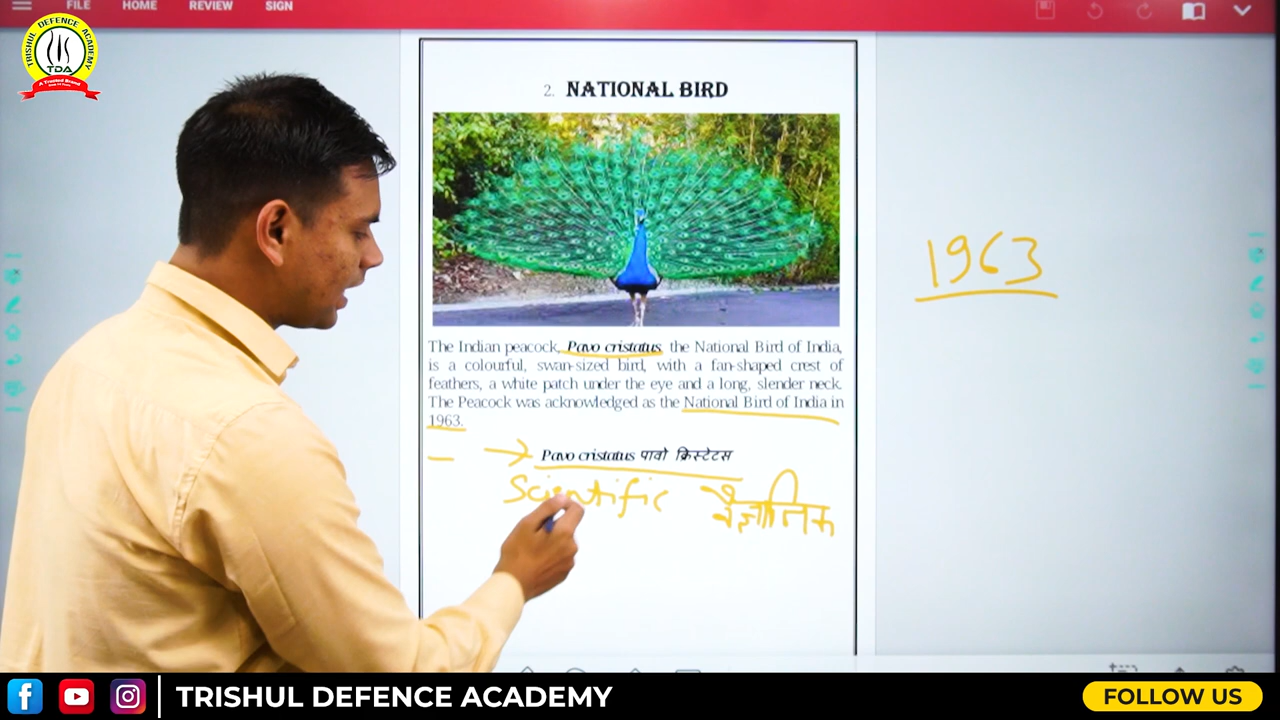 FILE HOME REVIEW SIGN
TRISHUL DEFENCE ACADEMY
TDA
A Trusted Brand
2. NATIONAL BIRD
1963
The Indian peacock, Pavo cristatus, the National Bird of India,
is a colourful, swan-sized bird, with a fan-shaped crest of
feathers, a white patch under the eye and a long, slender neck.
The Peacock was acknowledged as the National Bird of India in
1963.
Pavo cristatus पावो क्रिस्टेटस
Scientific वैज्ञानिक
TRISHUL DEFENCE ACADEMY
FOLLOW US